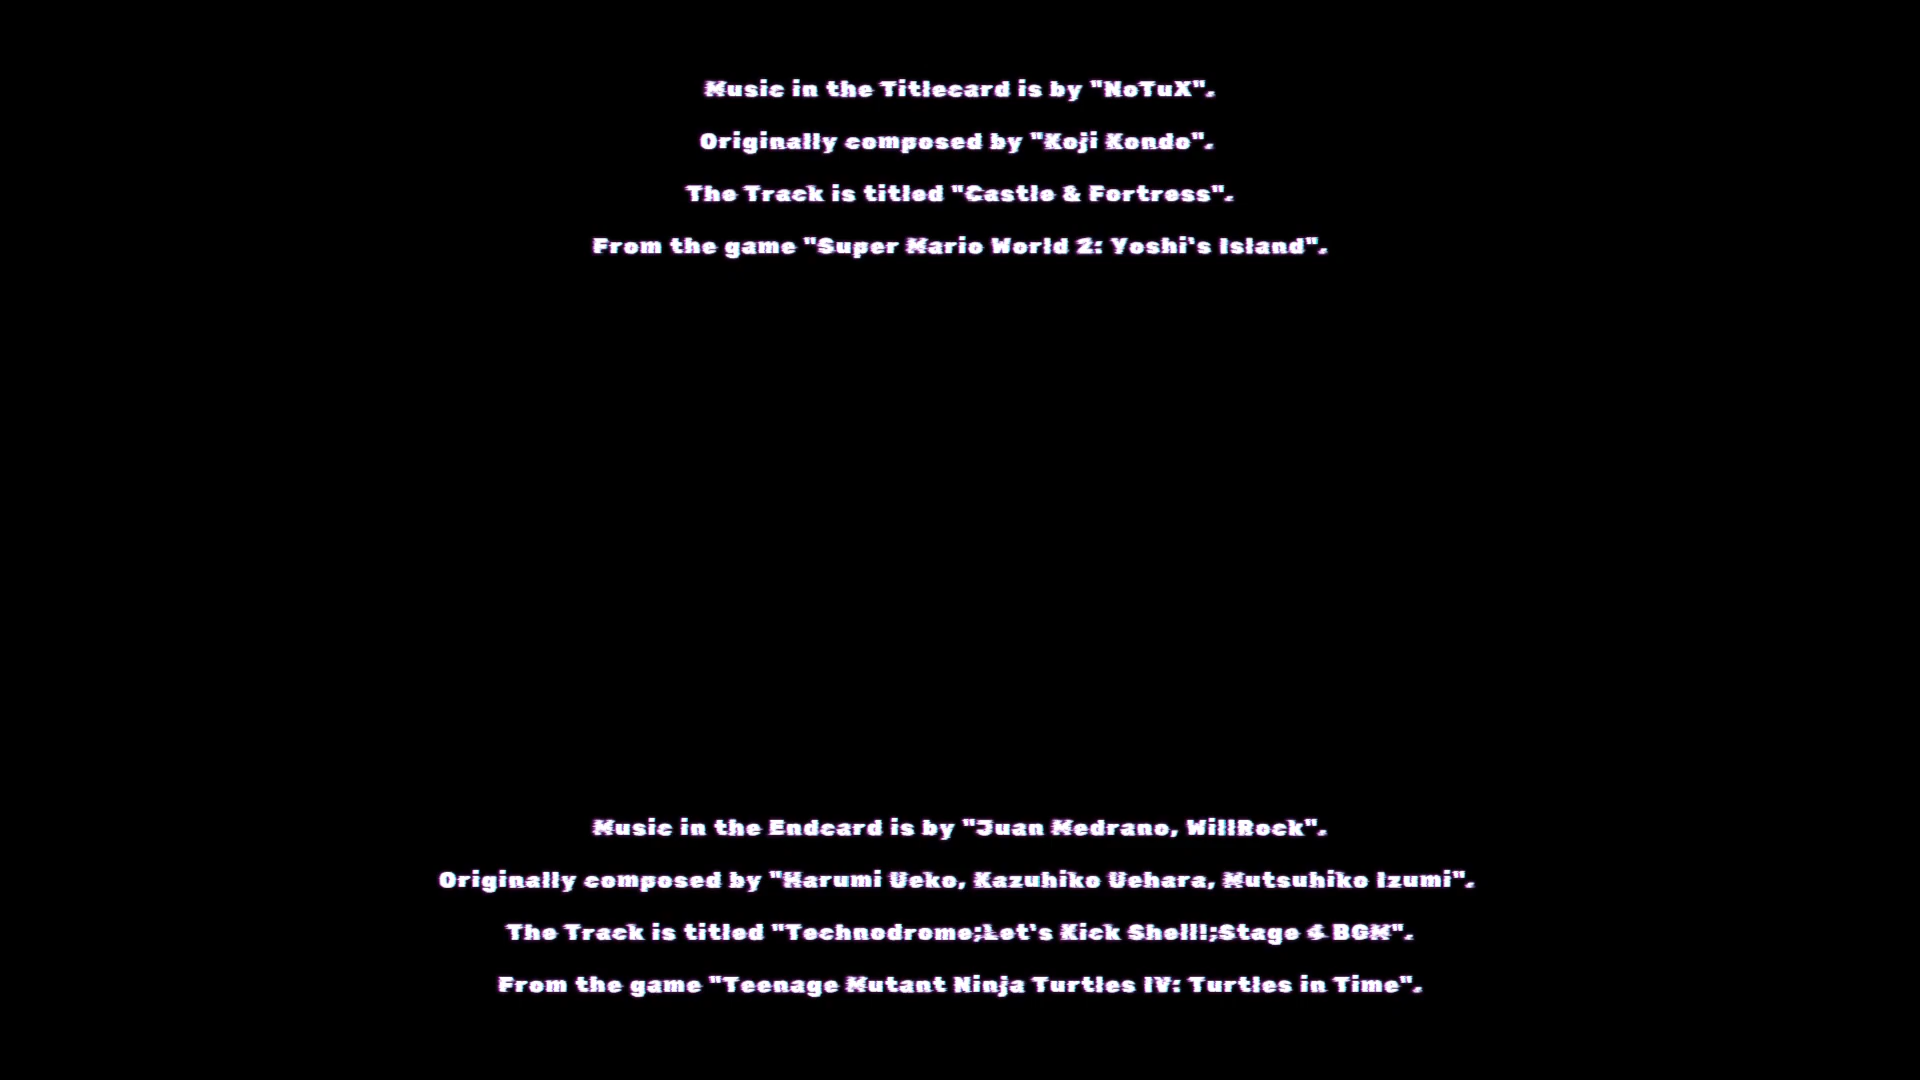 Music in the Titlecard is by "NoTuX".
Originally composed by "Koji Kondo".
The Track is titled "Castle & Fortress".
From the game "Super Mario World 2: Yoshi's Island".
Music in the Endcard is by "Juan Medrano, WillRock".
Originally composed by "Harumi Ueko, Kazuhiko Uehara, Mutsuhiko Izumi".
The Track is titled "Technodrome;Let's Kick Shell!;Stage 4 BGM".
From the game "Teenage Mutant Ninja Turtles IV: Turtles in Time".